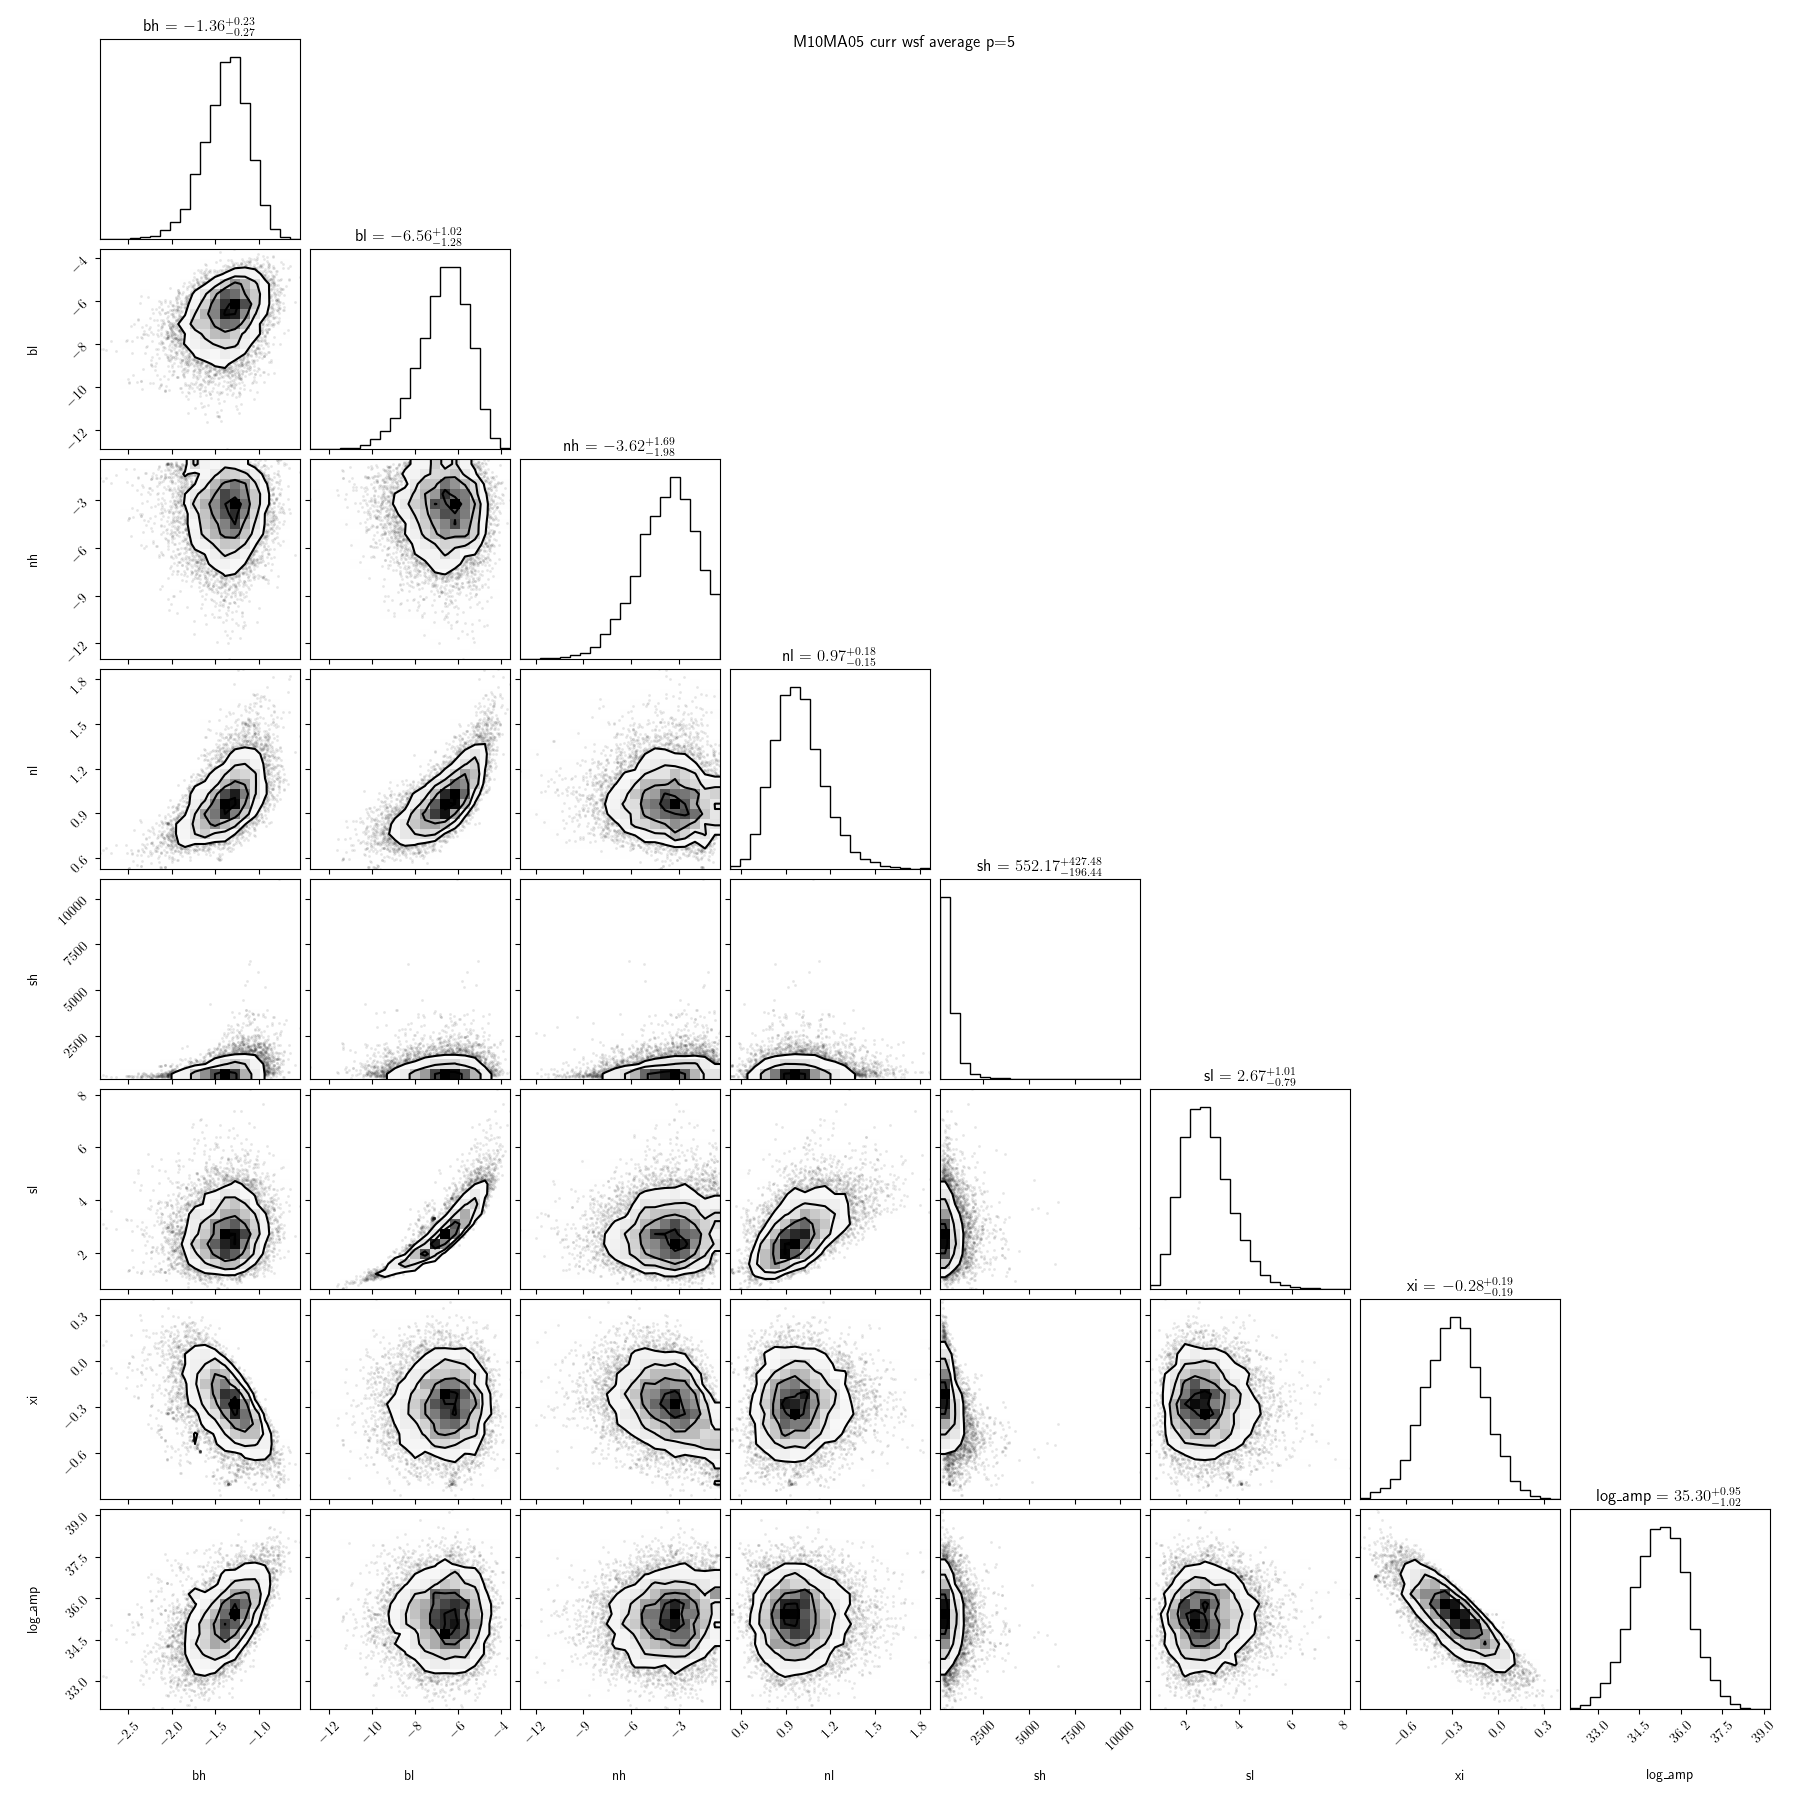 M10MA05 curr wsf average p=5
bh = −1.36+0.23−0.27
bl = −6.56+1.02−1.28
bl
−4
−6
−8
−10
−12
nh = −3.62+1.69−1.98
nh
−3
−6
−9
−12
nl = 0.97+0.18−0.15
nl
1.8
1.5
1.2
0.9
0.6
sh = 552.17+427.48−196.44
sh
10000
7500
5000
2500
sl = 2.67+1.01−0.79
sl
8
6
4
2
xi = −0.28+0.19−0.19
xi
0.3
0.0
−0.3
−0.6
log_amp = 35.30+0.95−1.02
log_amp
39.0
37.5
36.0
34.5
33.0
−2.5 −2.0 −1.5 −1.0 −12 −10 −8 −6 −4 −12 −9 −6 −3 0.6 0.9 1.2 1.5 1.8 2500 5000 7500 10000 2 4 6 8 −0.6 −0.3 0.0 0.3 33.0 34.5 36.0 37.5 39.0
bh bl nh nl sh sl xi log_amp